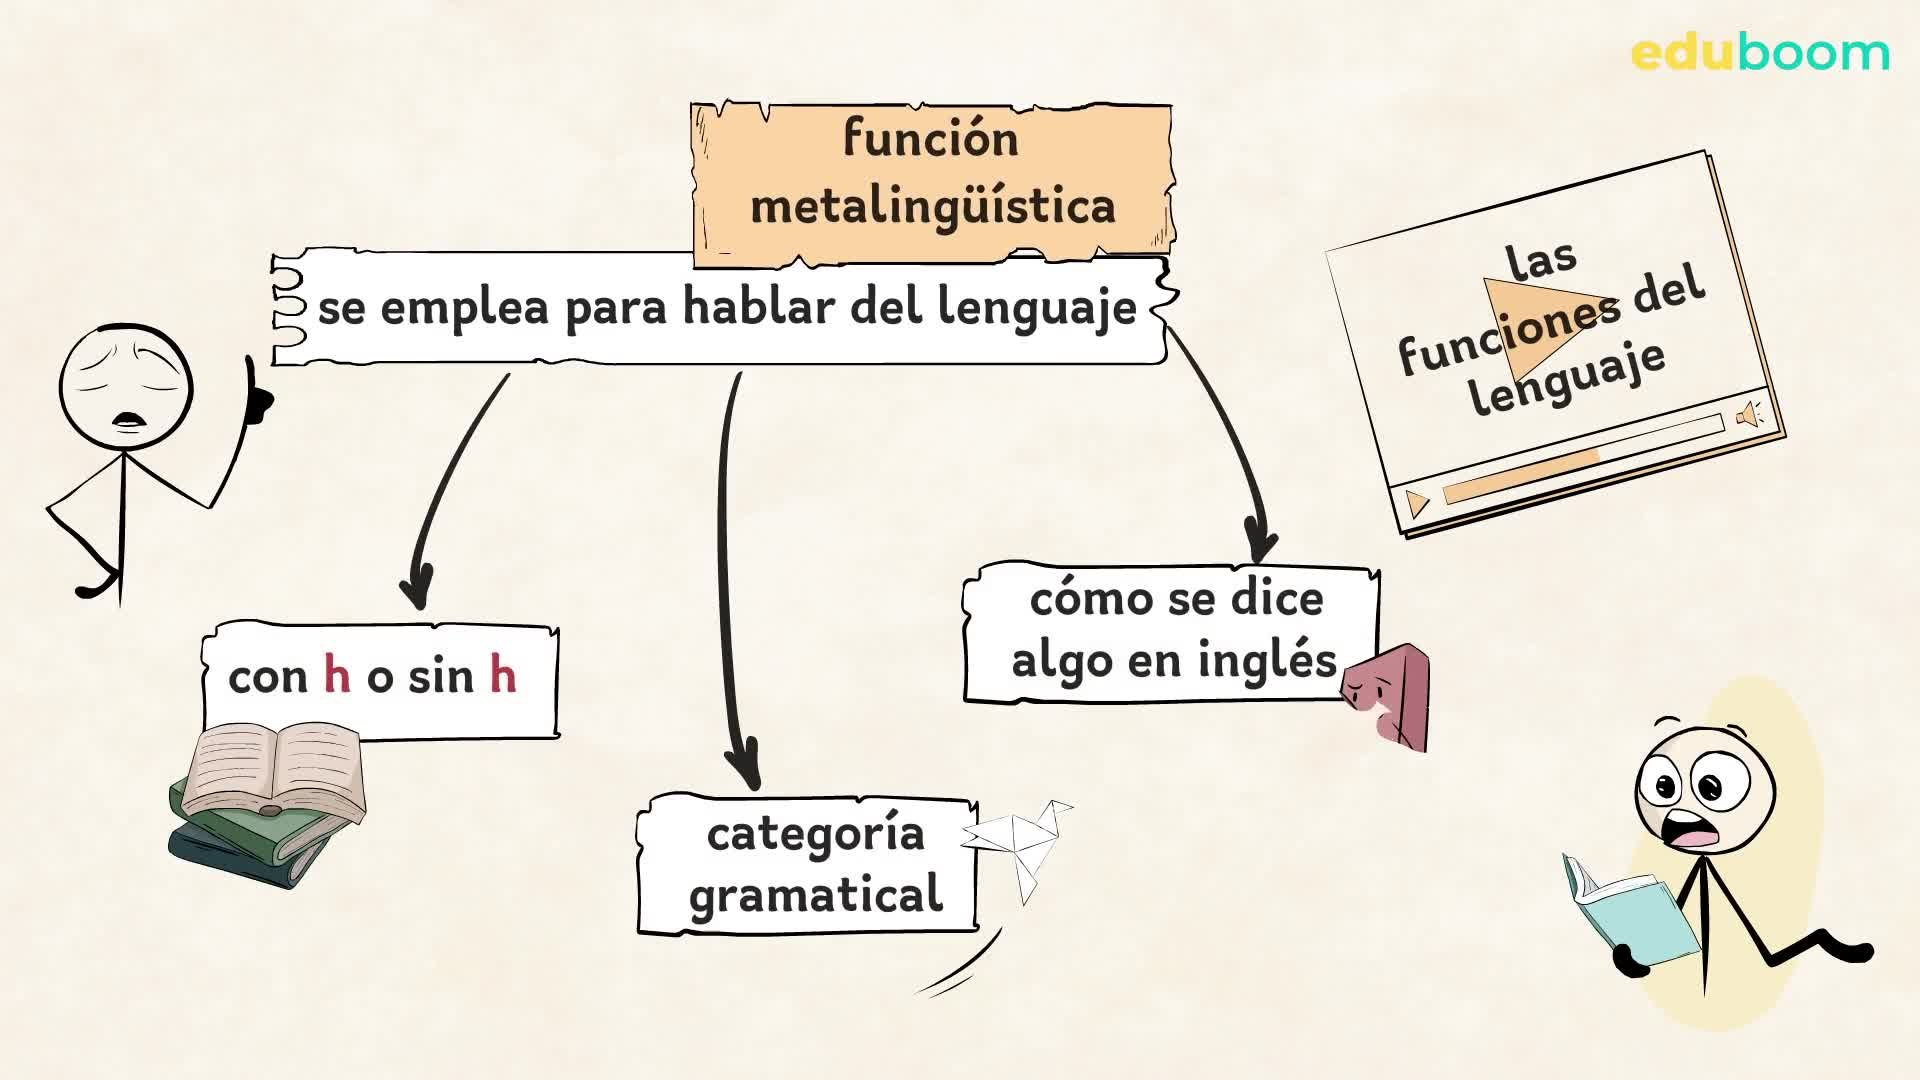 eduboom
función
metalingüística
se emplea para hablar del lenguaje
las
funciones del
lenguaje
con h o sin h
cómo se dice
algo en inglés
categoría
gramatical